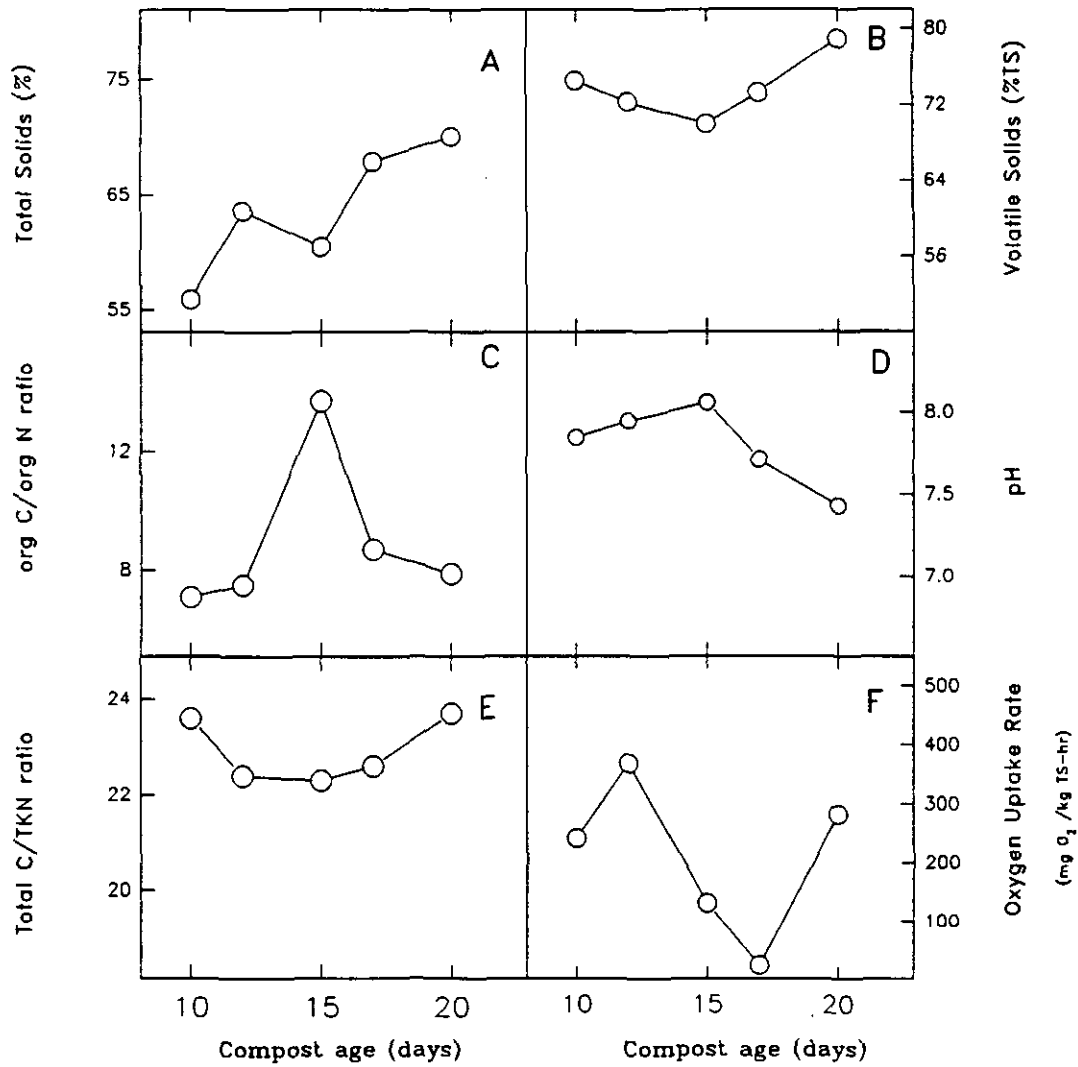 A
Total Solids (%)
75
65
55
B
Volatile Solids (%TS)
80
72
64
56
C
org C/org N ratio
12
8
D
pH
8.0
7.5
7.0
E
Total C/TKN ratio
24
22
20
F
Oxygen Uptake Rate
(mg O₂ /kg TS-hr)
500
400
300
200
100
10 15 20
10 15 20
Compost age (days)
Compost age (days)